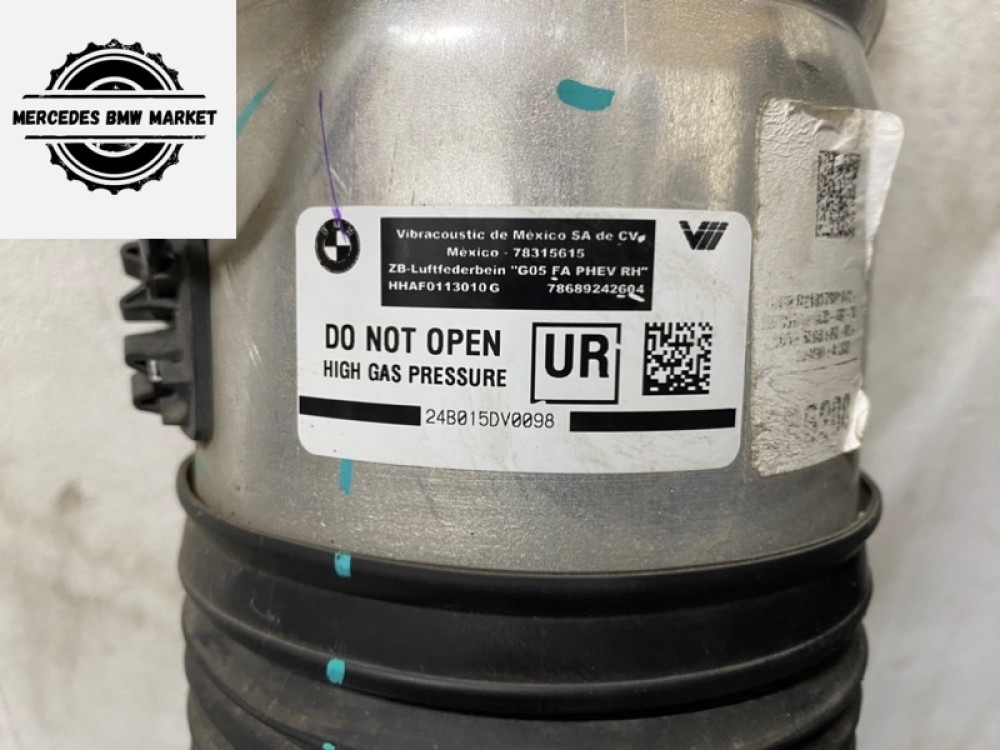 MERCEDES BMW MARKET
Vibracoustic de México SA de CV.
México - 78315615
ZB-Luftfederbein "G05 FA PHEV RH"
HHAF0113010 G 78689242604
DO NOT OPEN
HIGH GAS PRESSURE
UR
24B015DV0098